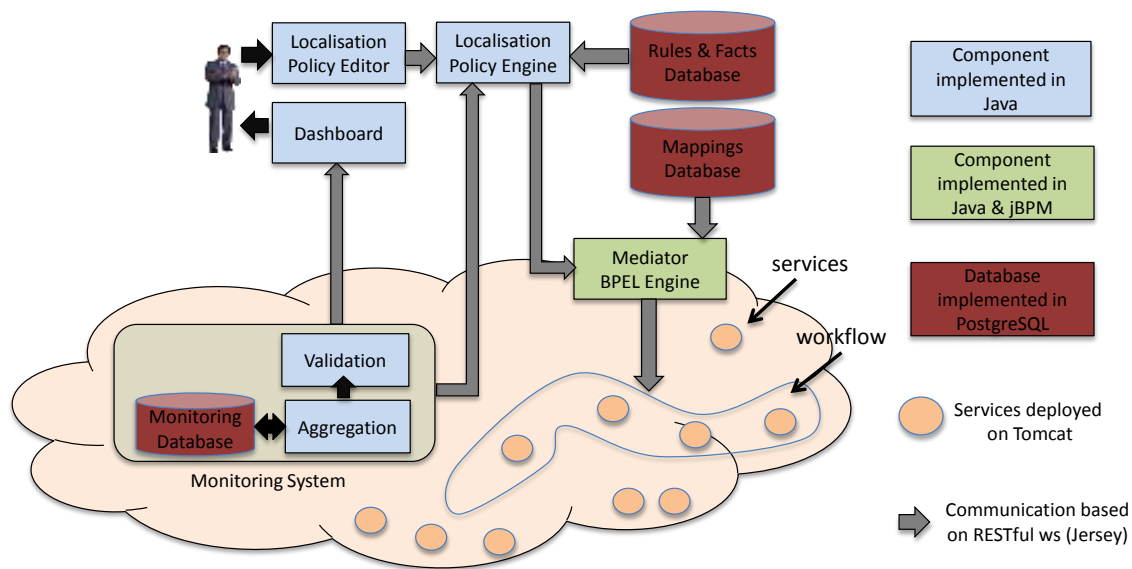 Localisation
Policy Editor
Localisation
Policy Engine
Rules & Facts
Database
Component
implemented in
Java
Dashboard
Mappings
Database
Component
implemented in
Java & jBPM
Mediator
BPEL Engine
services
Database
implemented in
PostgreSQL
workflow
Validation
Monitoring
Database
Aggregation
Monitoring System
Services deployed
on Tomcat
Communication based
on RESTful ws (Jersey)